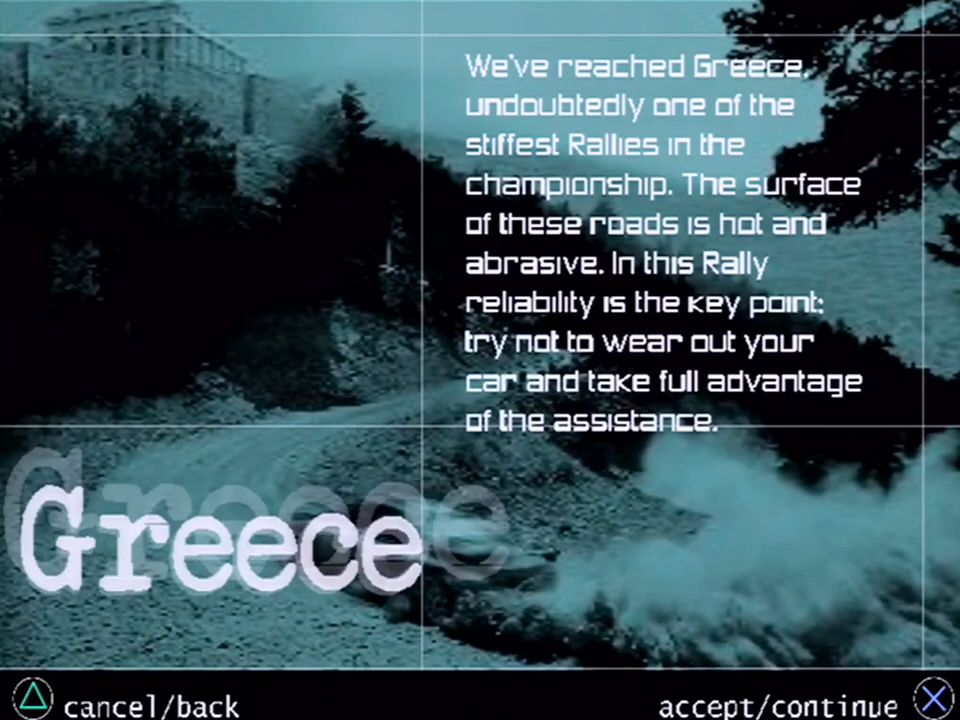 We've reached Greece,
undoubtedly one of the
stiffest Rallies in the
championship. The surface
of these roads is hot and
abrasive. In this Rally
reliability is the key point:
try not to wear out your
car and take full advantage
of the assistance.
Greece
Greece
cancel/back
accept/continue